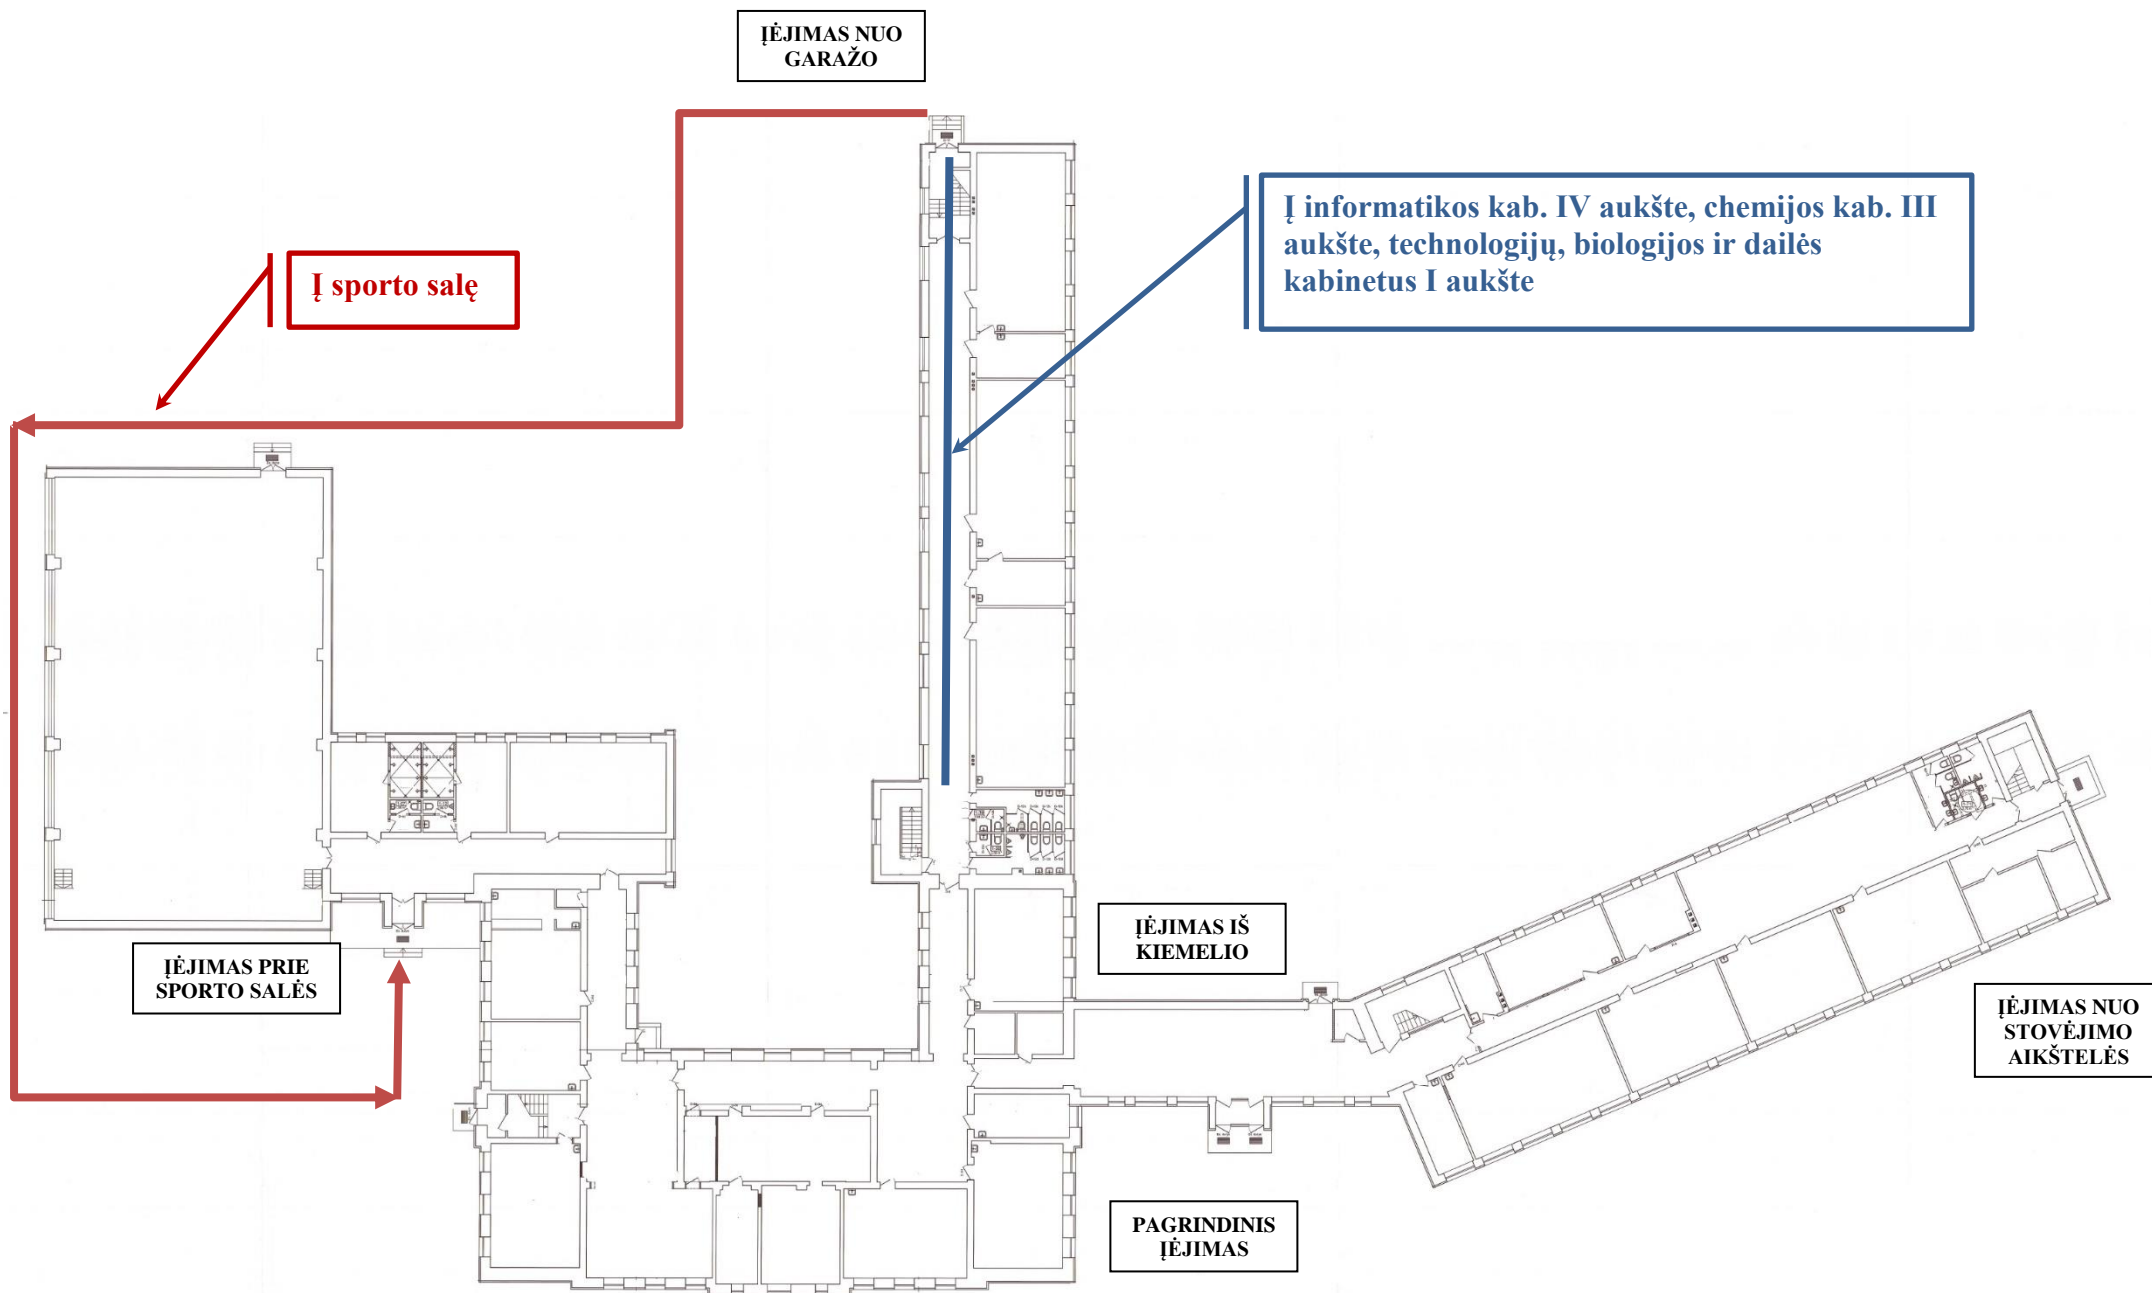 ĮĖJIMAS NUO
GARAŽO
Į informatikos kab. IV aukšte, chemijos kab. III
aukšte, technologijų, biologijos ir dailės
kabinetus I aukšte
Į sporto salę
ĮĖJIMAS IŠ
KIEMELIO
ĮĖJIMAS PRIE
SPORTO SALĖS
ĮĖJIMAS NUO
STOVĖJIMO
AIKŠTELĖS
PAGRINDINIS
ĮĖJIMAS